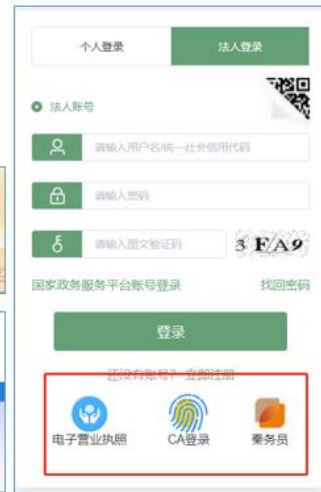 个人登录
法人登录
法人账号
请输入用户名/统一社会信用代码
请输入密码
请输入图文验证码
3 FA9
国家政务服务平台账号登录
找回密码
登录
还没有账号? 立即注册
电子营业执照
CA登录
秦务员